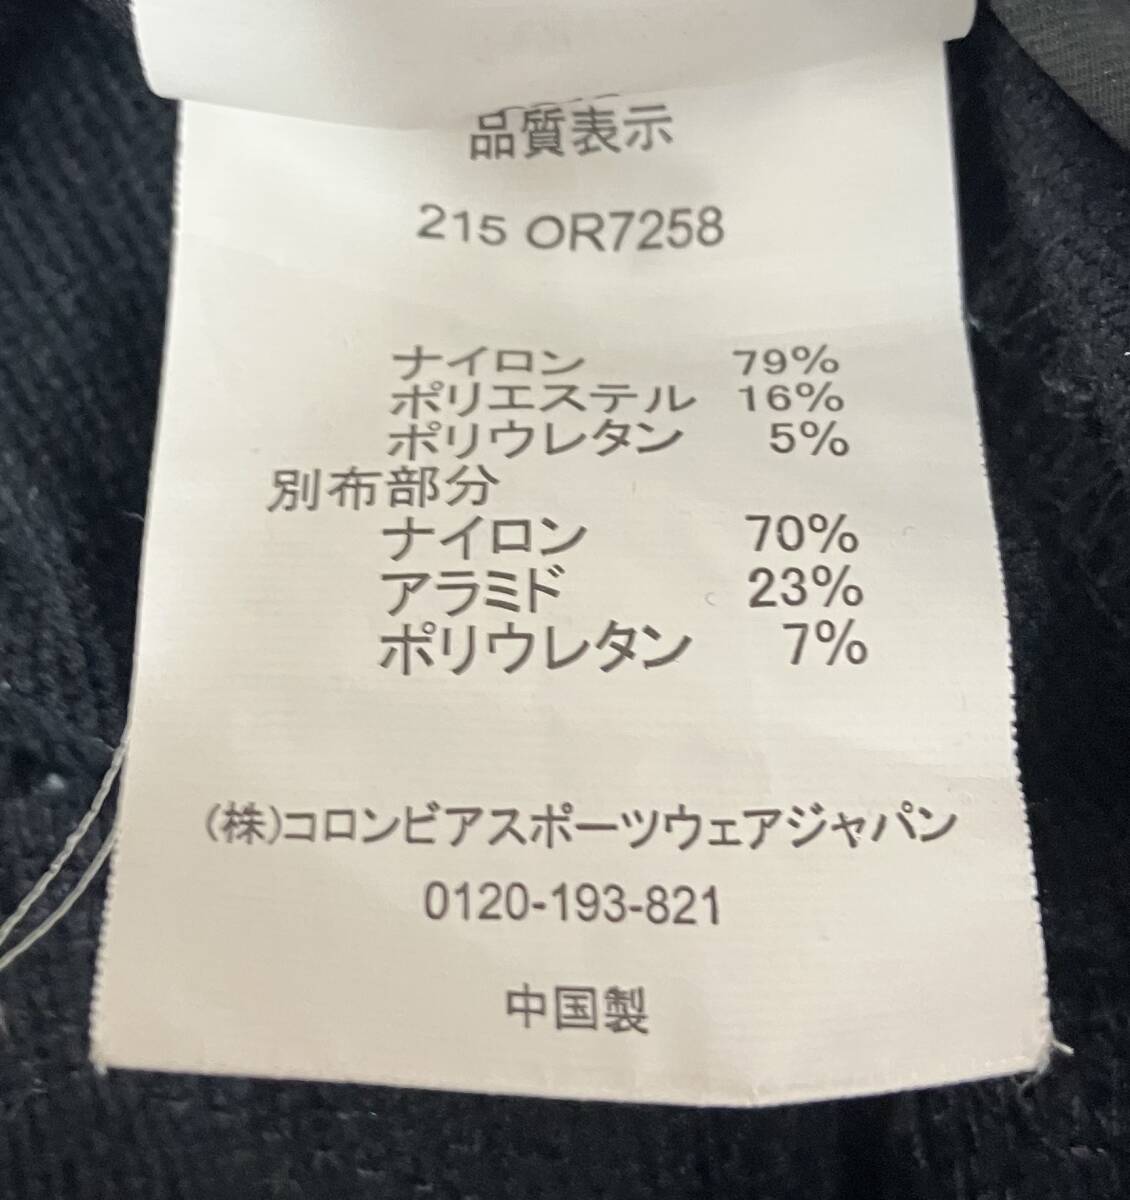 品質表示
215 OR7258
ナイロン 79%
ポリエステル 16%
ポリウレタン 5%
別布部分
ナイロン 70%
アラミド 23%
ポリウレタン 7%
(株)コロンビアスポーツウェアジャパン
0120-193-821
中国製